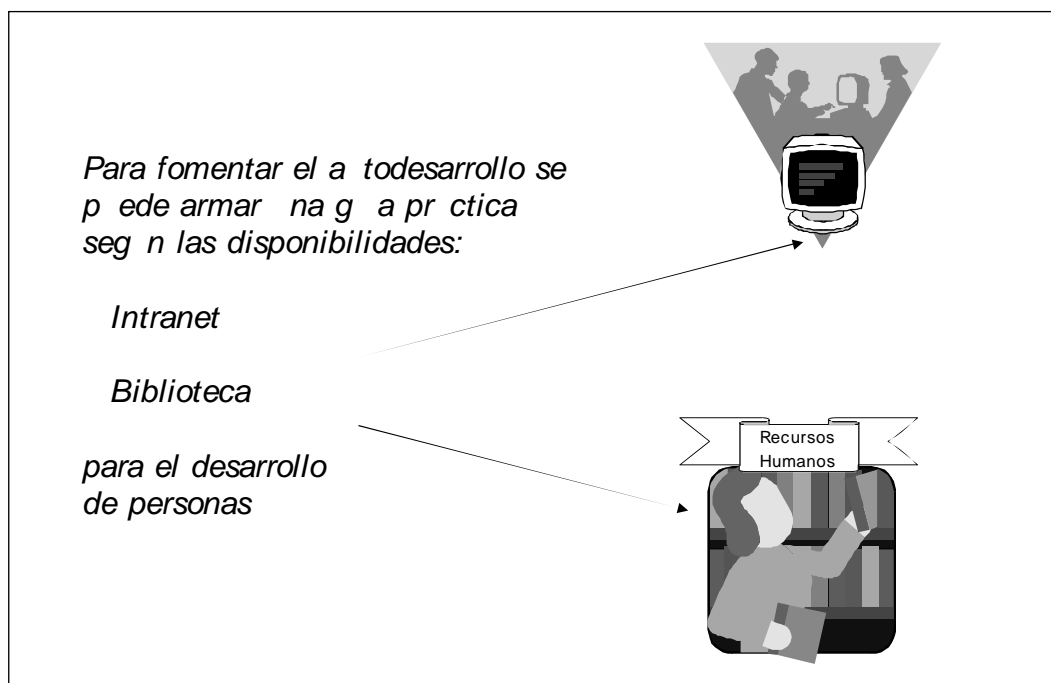 Para fomentar el a todesarrollo se
p ede armar  na g  a pr ctica
seg n las disponibilidades:
Intranet
Biblioteca
para el desarrollo
de personas
Recursos
Humanos